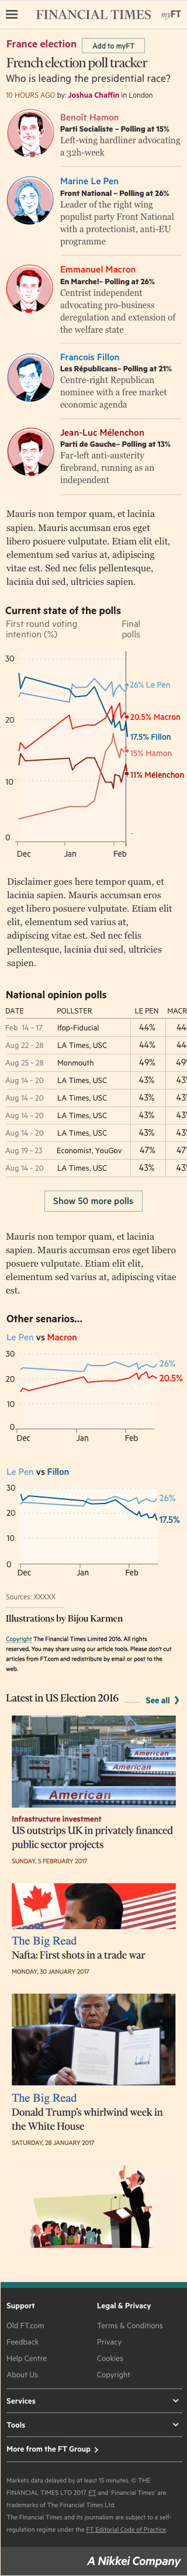 FINANCIAL TIMES
myFT
France election
Add to myFT
French election poll tracker
Who is leading the presidential race?
10 HOURS AGO by: Joshua Chaffin in London
Benoît Hamon
Parti Socialiste – Polling at 15%
Left-wing hardliner advocating
a 32h-week
Marine Le Pen
Front National – Polling at 26%
Leader of the right wing
populist party Front National
with a protectionist, anti-EU
programme
Emmanuel Macron
En Marche!– Polling at 26%
Centrist independent
advocating pro-business
deregulation and extension of
the welfare state
Francois Fillon
Les Républicans– Polling at 21%
Centre-right Republican
nominee with a free market
economic agenda
Jean-Luc Mélenchon
Parti de Gauche– Polling at 13%
Far-left anti-austerity
firebrand, running as an
independent
Mauris non tempor quam, et lacinia
sapien. Mauris accumsan eros eget
libero posuere vulputate. Etiam elit elit,
elementum sed varius at, adipiscing
vitae est. Sed nec felis pellentesque,
lacinia dui sed, ultricies sapien.
Current state of the polls
First round voting
intention (%)
Final
polls
30
26% Le Pen
20
20.5% Macron
17.5% Fillon
15% Hamon
11% Mélenchon
10
0
Dec Jan Feb
Disclaimer goes here tempor quam, et
lacinia sapien. Mauris accumsan eros
eget libero posuere vulputate. Etiam elit
elit, elementum sed varius at,
adipiscing vitae est. Sed nec felis
pellentesque, lacinia dui sed, ultricies
sapien.
National opinion polls
DATE POLLSTER LE PEN MACR
Feb 14 - 17 Ifop-Fiducial 44% 44
Aug 22 - 28 LA Times, USC 44% 44
Aug 25 - 28 Monmouth 49% 49
Aug 14 - 20 LA Times, USC 43% 43
Aug 14 - 20 LA Times, USC 43% 43
Aug 14 - 20 LA Times, USC 43% 43
Aug 14 - 20 LA Times, USC 43% 43
Aug 19 - 23 Economist, YouGov 47% 47
Aug 14 - 20 LA Times, USC 43% 43
Show 50 more polls
Mauris non tempor quam, et lacinia
sapien. Mauris accumsan eros eget libero
posuere vulputate. Etiam elit elit,
elementum sed varius at, adipiscing vitae
est.
Other senarios...
Le Pen vs Macron
30
26%
20
20.5%
10
0
Dec Jan Feb
Le Pen vs Fillon
30
26%
20
17.5%
10
0
Dec Jan Feb
Sources: XXXXX
Illustrations by Bijou Karmen
Copyright The Financial Times Limited 2016. All rights
reserved. You may share using our article tools. Please don't cut
articles from FT.com and redistribute by email or post to the
web.
Latest in US Election 2016
See all
American
American
American
Infrastructure investment
US outstrips UK in privately financed
public sector projects
SUNDAY, 5 FEBRUARY 2017
The Big Read
Nafta: First shots in a trade war
MONDAY, 30 JANUARY 2017
The Big Read
Donald Trump's whirlwind week in
the White House
SATURDAY, 28 JANUARY 2017
Support
Legal & Privacy
Old FT.com
Terms & Conditions
Feedback
Privacy
Help Centre
Cookies
About Us
Copyright
Services
Tools
More from the FT Group
Markets data delayed by at least 15 minutes. © THE
FINANCIAL TIMES LTD 2017. FT and 'Financial Times' are
trademarks of The Financial Times Ltd.
The Financial Times and its journalism are subject to a self-
regulation regime under the FT Editorial Code of Practice.
A Nikkei Company